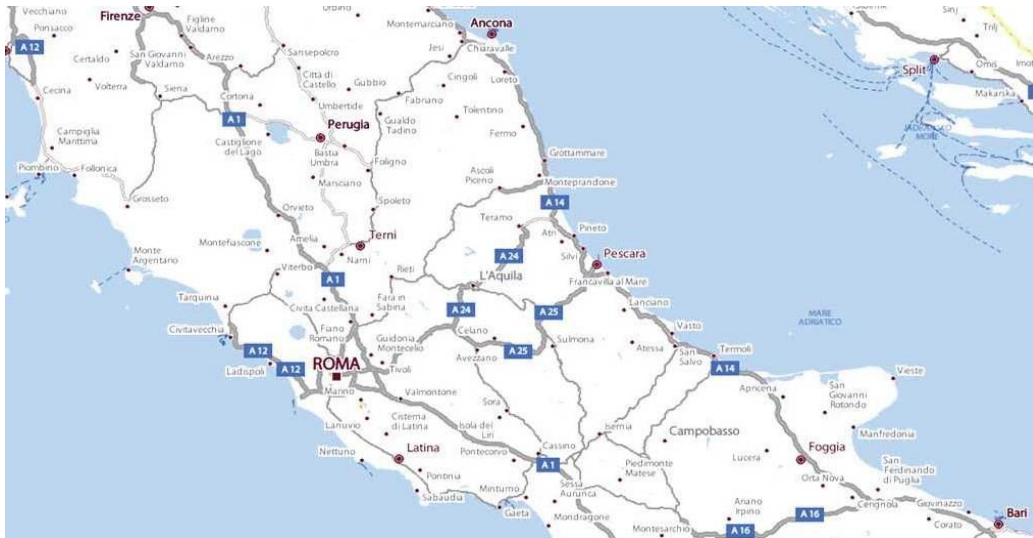 Vecchiano
Ponsacco
Firenze
Figline
Valdarno
Urbino
Montemarciano
Ancona
Sinj
Trilj
A 12
Certaldo
San Giovanni
Valdarno
Arezzo
Sansepolcro
Jesi
Chiaravalle
Split
Omis
Imot
Cecina
Volterra
Siena
Cortona
Città di
Castello
Gubbio
Fabriano
Cingoli
Loreto
Makarska
A 1
Umbertide
Perugia
Gualdo
Tadino
Tolentino
Fermo
JADRANSKO
MORE
Campiglia
Marittima
Castiglione
del Lago
Bastia
Umbra
Foligno
Grottammare
Piombino
Follonica
Marsciano
Ascoli
Piceno
Monteprandone
Grosseto
Orvieto
Spoleto
A 14
Teramo
Pineto
Montefiascone
Amelia
Terni
Atri
Monte
Argentario
Narni
A 24
Silvi
Pescara
Viterbo
A 1
Rieti
L'Aquila
Francavilla al Mare
Tarquinia
Civita Castellana
Fara in
Sabina
A 24
A 25
Lanciano
MARE
ADRIATICO
Civitavecchia
Fiano
Romano
Guidonia
Montecelio
Celano
Vasto
A 12
Avezzano
A 25
Sulmona
Atessa
San
Salvo
Termoli
Ladispoli
A 12
ROMA
Tivoli
A 14
Vieste
Marino
Valmontone
Apricena
San
Giovanni
Rotondo
Lanuvio
Cisterna
di Latina
Sora
Isola dei
Liri
Isernia
Campobasso
Manfredonia
Nettuno
Latina
Pontecorvo
Cassino
A 1
Lucera
Foggia
Pontinia
Piedimonte
Matese
San
Ferdinando
di Puglia
Sabaudia
Minturno
Sessa
Aurunca
Orta Nova
Gaeta
Mondragone
Ariano
Irpino
Cerignola
Giovinazzo
Montesarchio
A 16
A 16
Corato
Bari